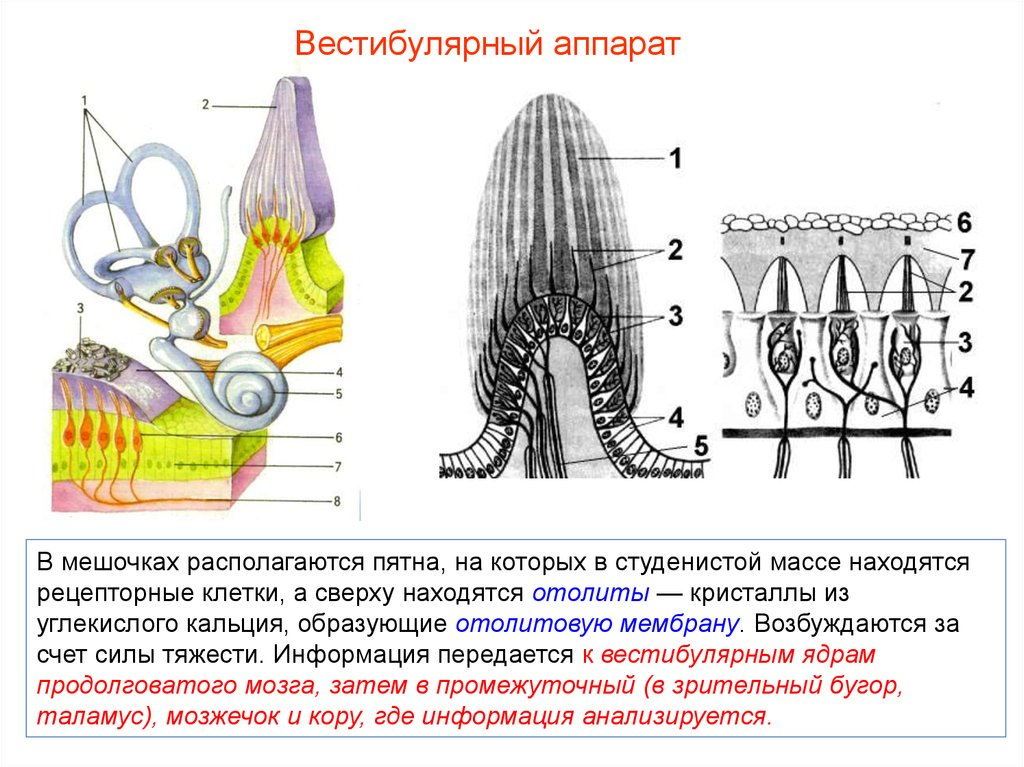 Вестибулярный аппарат
1
2
3
4
5
6
7
8
1
2
3
4
5
6
7
2
3
4
В мешочках располагаются пятна, на которых в студенистой массе находятся
рецепторные клетки, а сверху находятся отолиты — кристаллы из
углекислого кальция, образующие отолитовую мембрану. Возбуждаются за
счет силы тяжести. Информация передается к вестибулярным ядрам
продолговатого мозга, затем в промежуточный (в зрительный бугор,
таламус), мозжечок и кору, где информация анализируется.